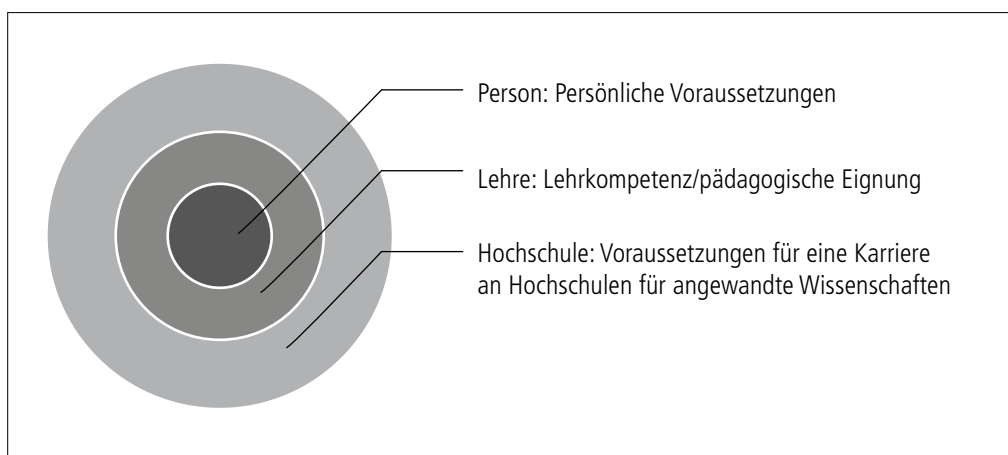 Person: Persönliche Voraussetzungen
Lehre: Lehrkompetenz/pädagogische Eignung
Hochschule: Voraussetzungen für eine Karriere
an Hochschulen für angewandte Wissenschaften